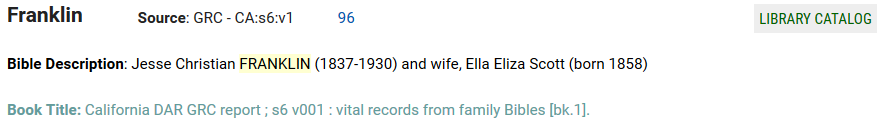 Franklin Source: GRC - CA:s6:v1 96 LIBRARY CATALOG
Bible Description: Jesse Christian FRANKLIN (1837-1930) and wife, Ella Eliza Scott (born 1858)
Book Title: California DAR GRC report ; s6 v001 : vital records from family Bibles [bk.1].